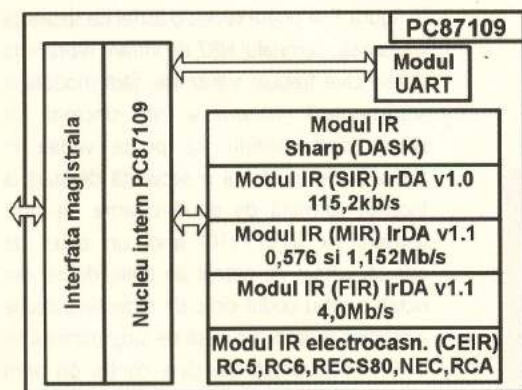 PC87109
Modul
UART
Interfata magistrala
Nucleu intern PC87109
Modul IR
Sharp (DASK)
Modul IR (SIR) IrDA v1.0
115,2kb/s
Modul IR (MIR) IrDA v1.1
0,576 si 1,152Mb/s
Modul IR (FIR) IrDA v1.1
4,0Mb/s
Modul IR electrocasn. (CEIR)
RC5,RC6,RECS80,NEC,RCA